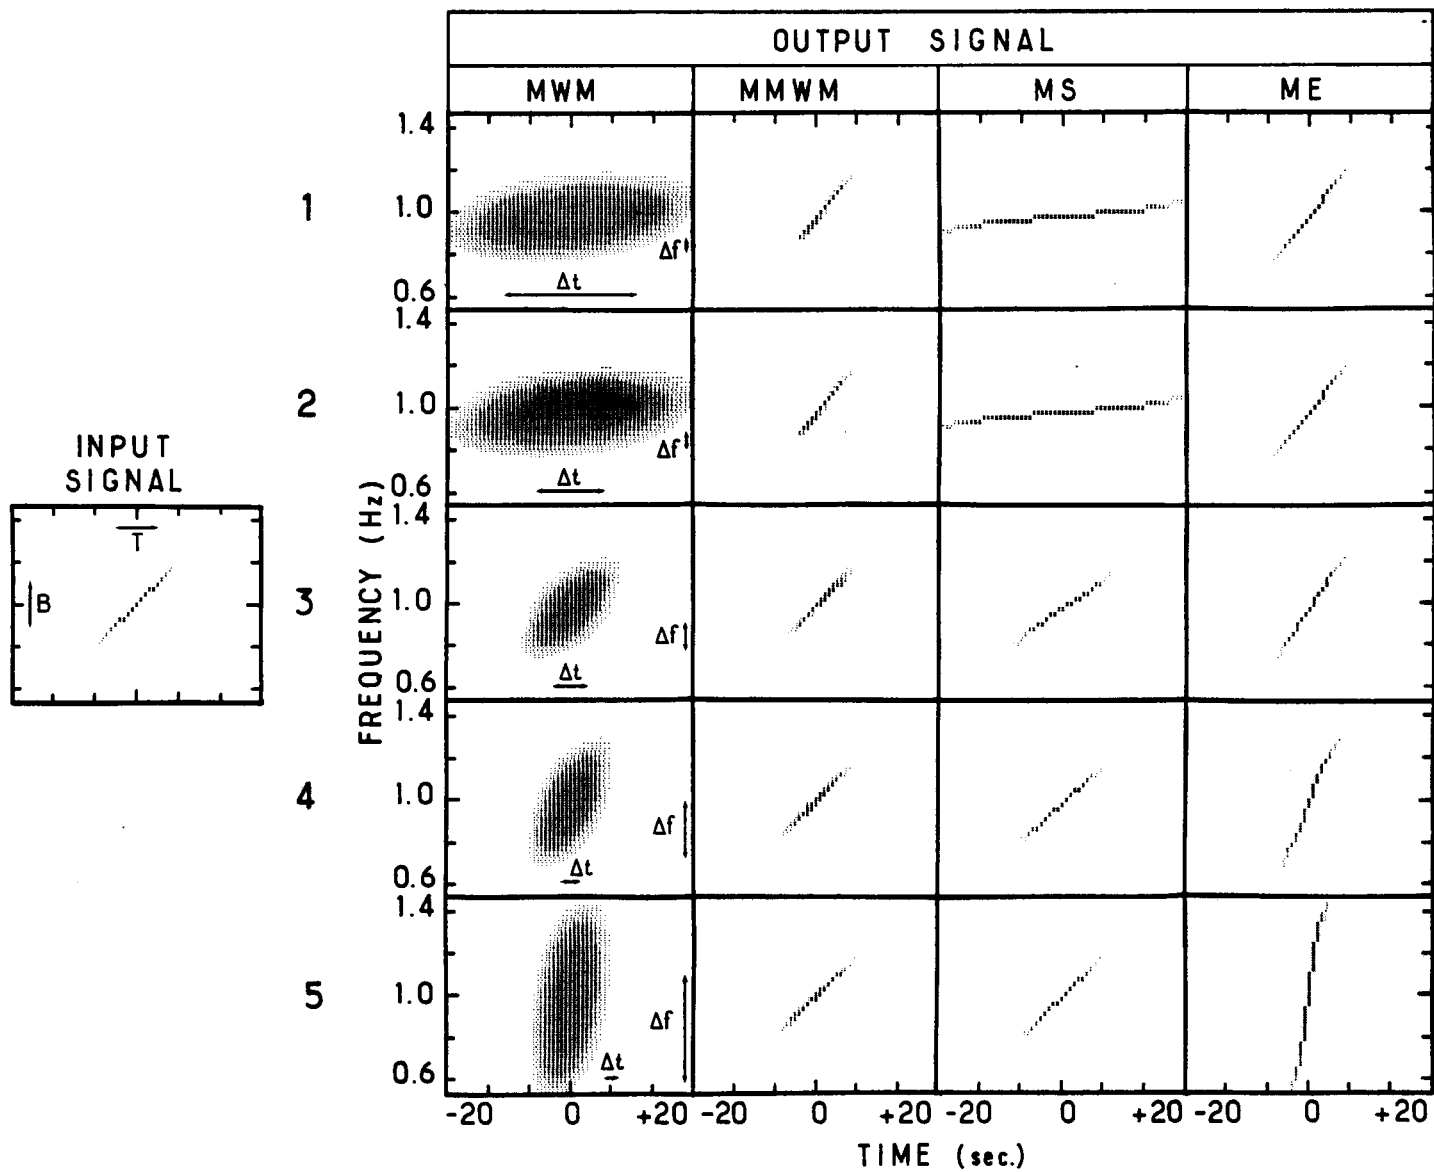 OUTPUT SIGNAL
MWM MMWM MS ME
1
1.4
1.0
0.6
Δf
Δt
2
1.4
1.0
0.6
Δf
Δt
INPUT
SIGNAL
T
B
FREQUENCY (Hz)
3
1.4
1.0
0.6
Δf
Δt
4
1.4
1.0
0.6
Δf
Δt
5
1.4
1.0
0.6
Δf
Δt
-20 0 +20 -20 0 +20 -20 0 +20 -20 0 +20
TIME (sec.)